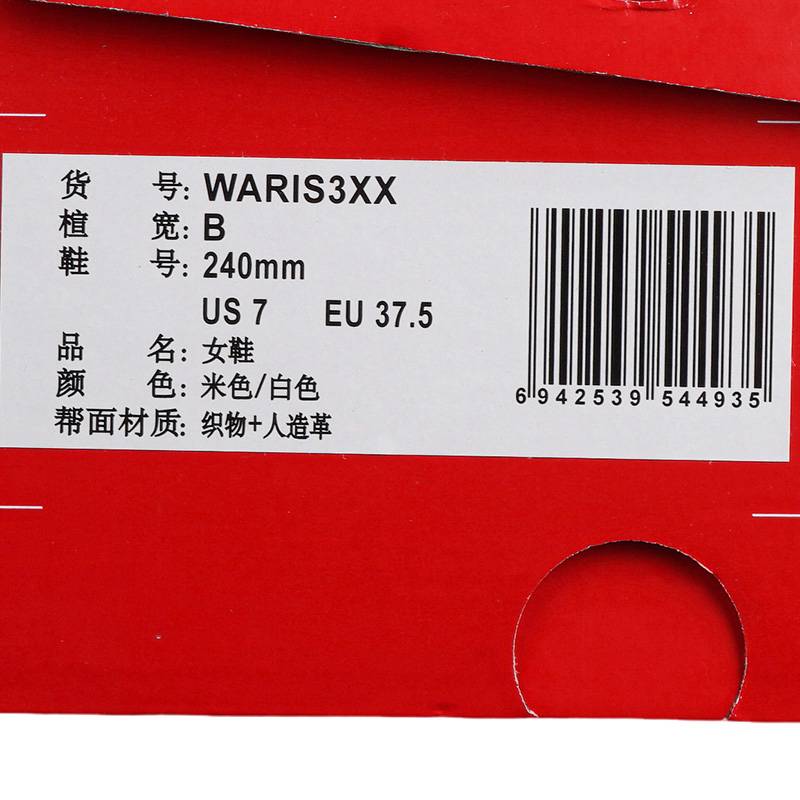 货 号: WARIS3XX
楦 宽: B
鞋 号: 240mm
US 7 EU 37.5
品 名: 女鞋
颜 色: 米色/白色
帮面材质: 织物+人造革
6 942539 544935